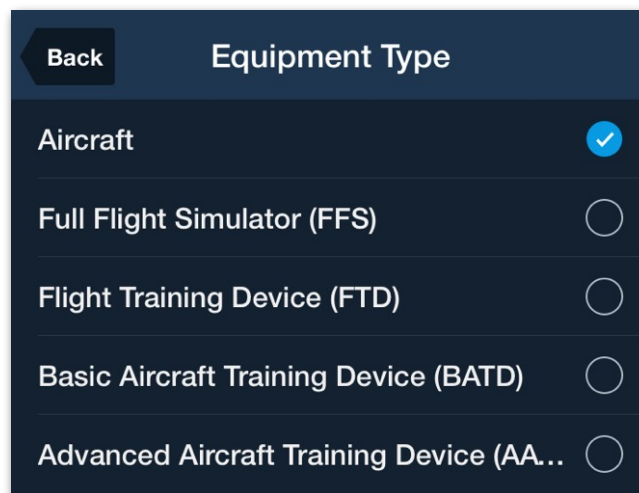 Back
Equipment Type
Aircraft
Full Flight Simulator (FFS)
Flight Training Device (FTD)
Basic Aircraft Training Device (BATD)
Advanced Aircraft Training Device (AA...